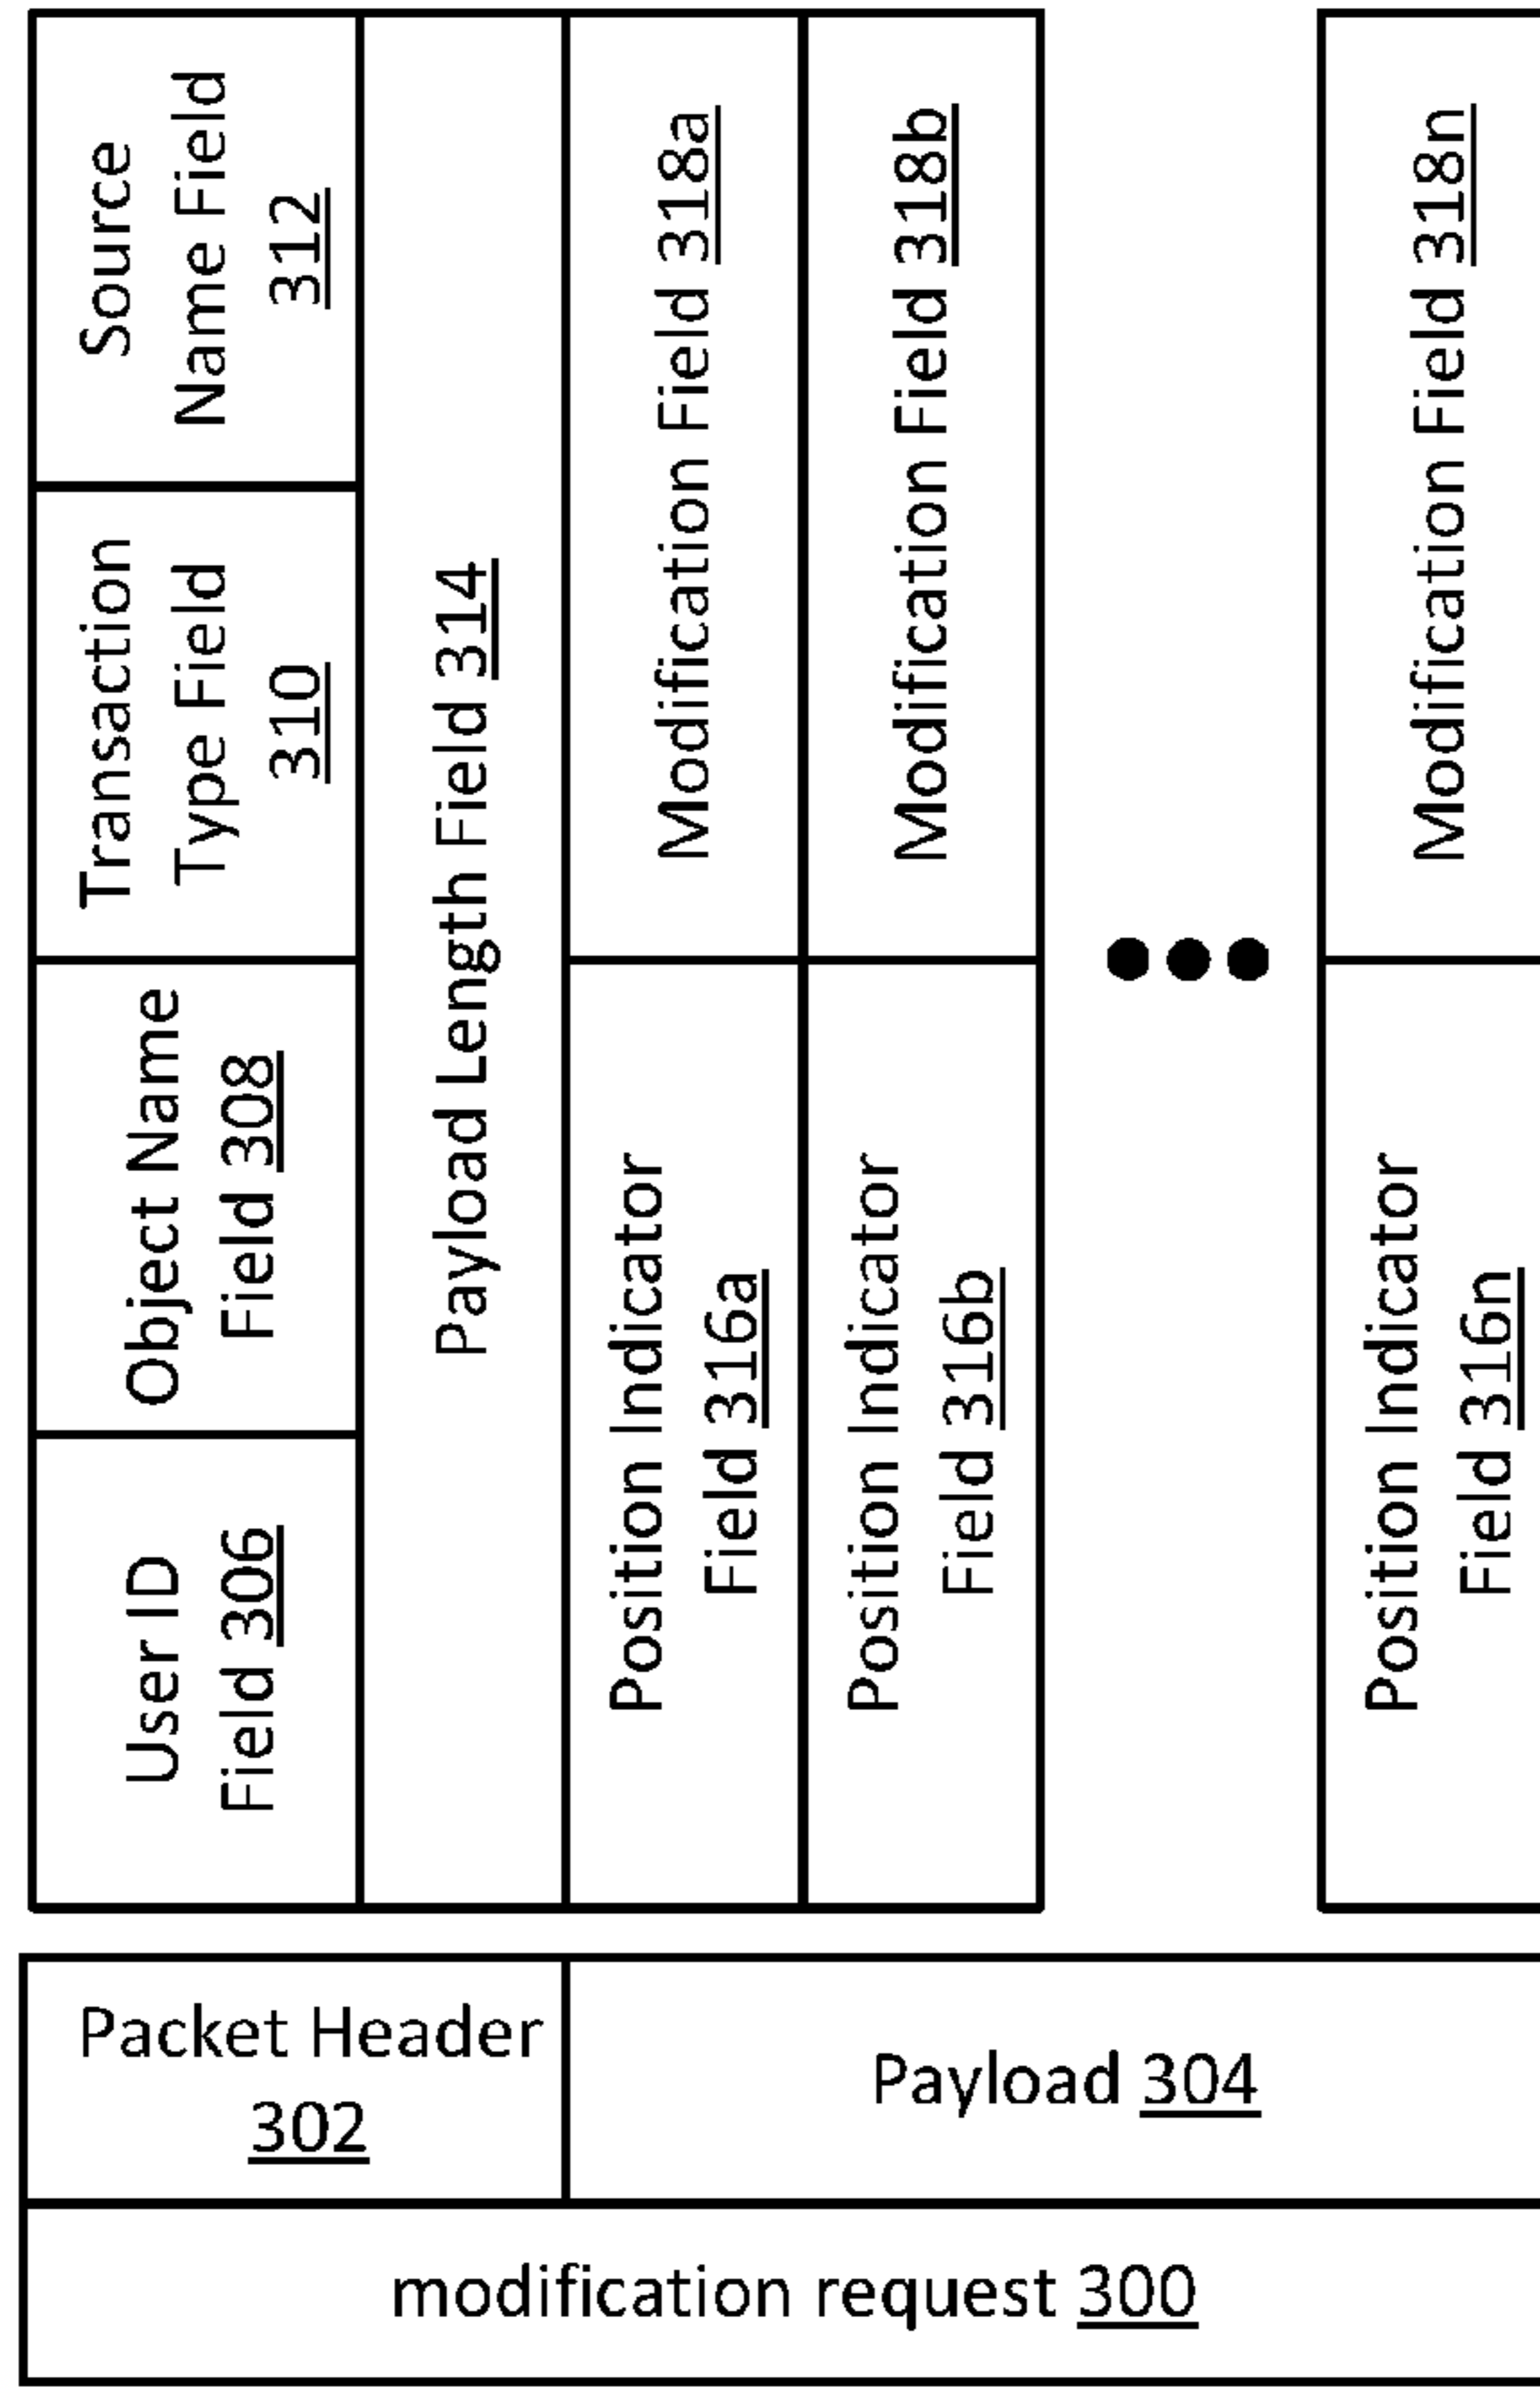 modification request 300
Packet Header
302
Payload 304
User ID
Field 306
Object Name
Field 308
Transaction
Type Field
310
Source
Name Field
312
Payload Length Field 314
Position Indicator
Field 316a
Modification Field 318a
Position Indicator
Field 316b
Modification Field 318b
Position Indicator
Field 316n
Modification Field 318n